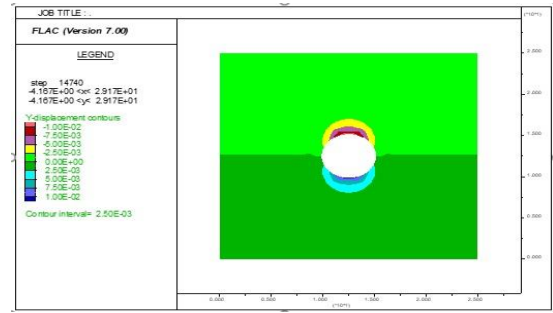 JOB TITLE : .
FLAC (Version 7.00)
LEGEND
step 14740
-4.167E+00 <x< 2.917E+01
-4.167E+00 <y< 2.917E+01
Y-displacement contours
-1.00E-02
-7.50E-03
-5.00E-03
-2.50E-03
0.00E+00
2.50E-03
5.00E-03
7.50E-03
1.00E-02
Contour interval= 2.50E-03
(*10^1)
2.500
2.000
1.500
1.000
0.500
0.000
0.000 0.500 1.000 1.500 2.000 2.500
(*10^1)